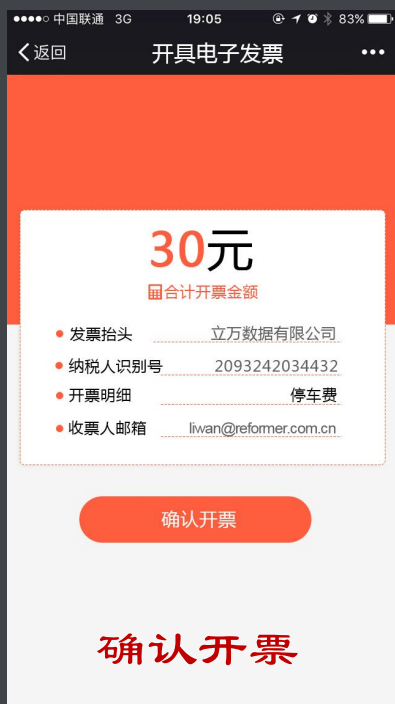 中国联通 3G 19:05 83%
返回 开具电子发票
30元
合计开票金额
发票抬头 立万数据有限公司
纳税人识别号 2093242034432
开票明细 停车费
收票人邮箱 liwan@reformer.com.cn
确认开票
确认开票